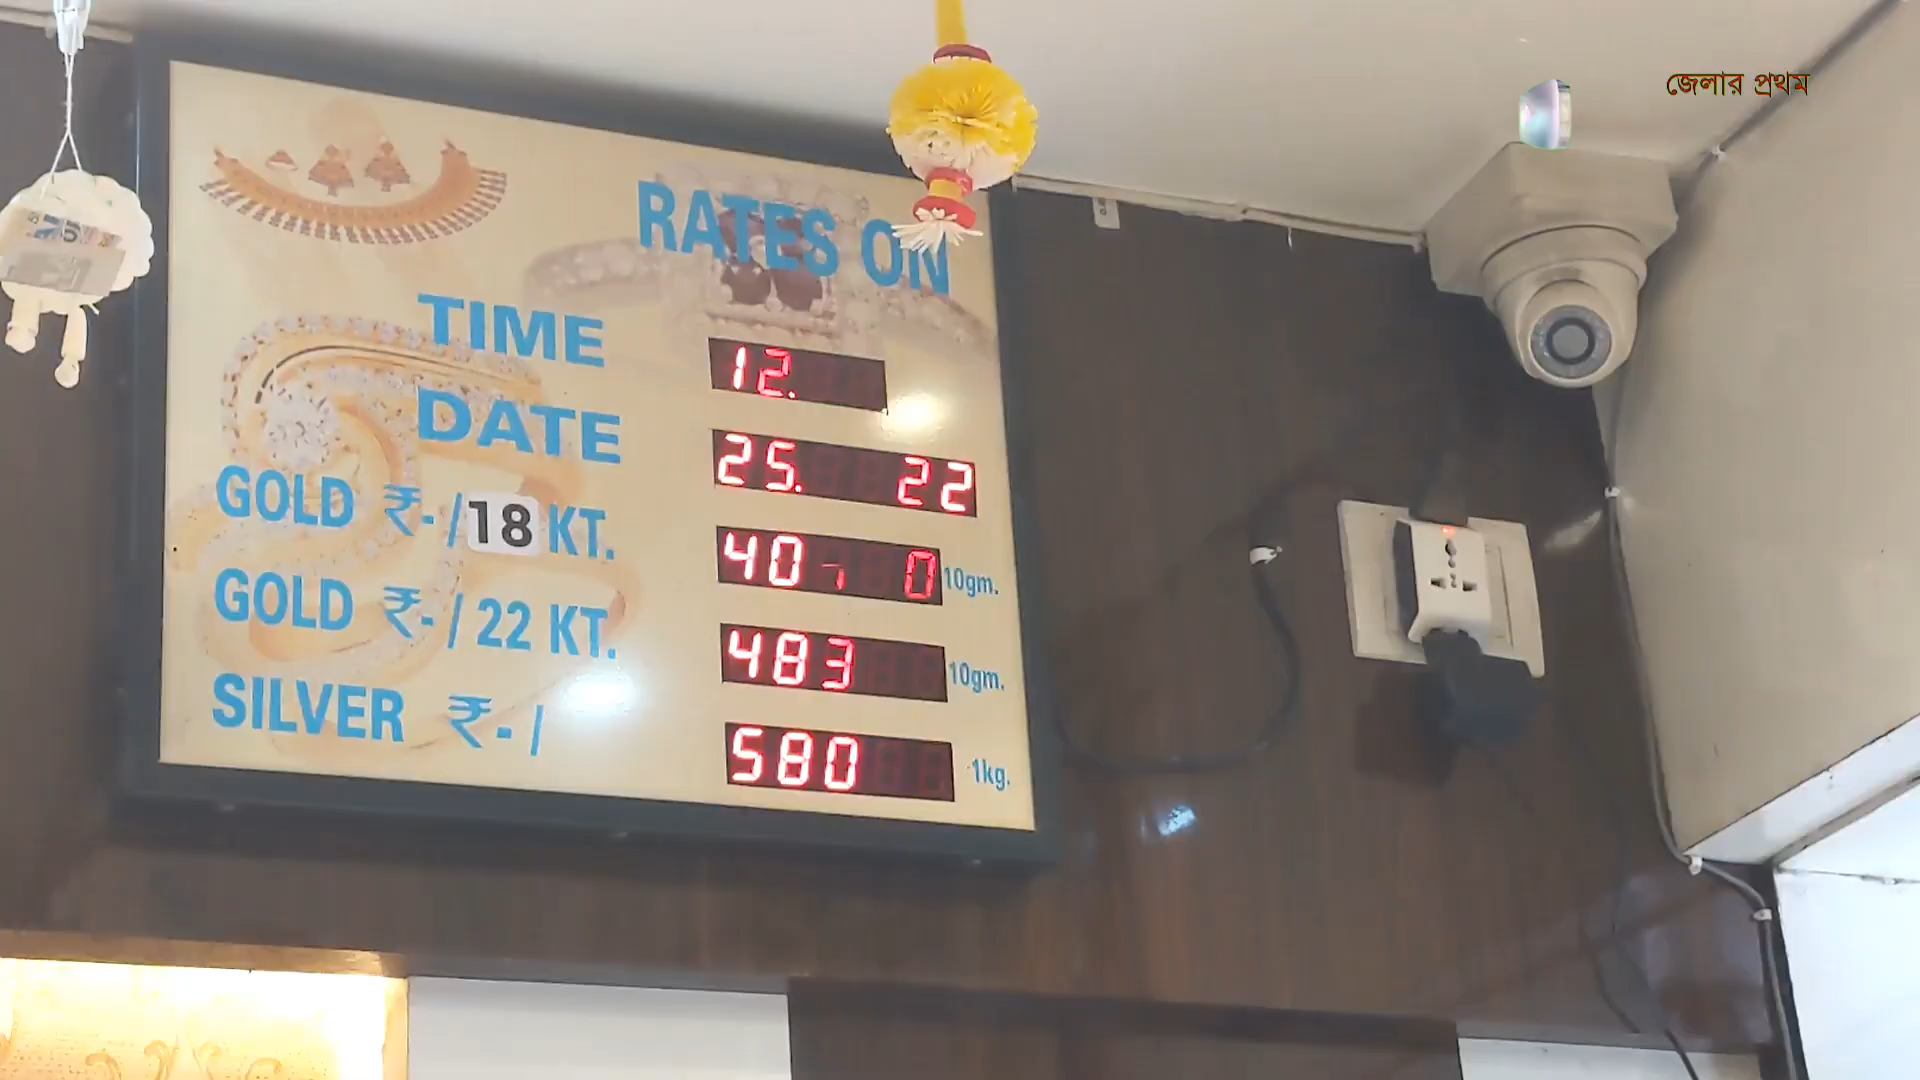 জেলার প্রথম
RATES ON
TIME 12.
DATE 25. 22
GOLD ₹-/18 KT. 40 0 10gm.
GOLD ₹-/22 KT. 483 10gm.
SILVER ₹-/ 580 1kg.